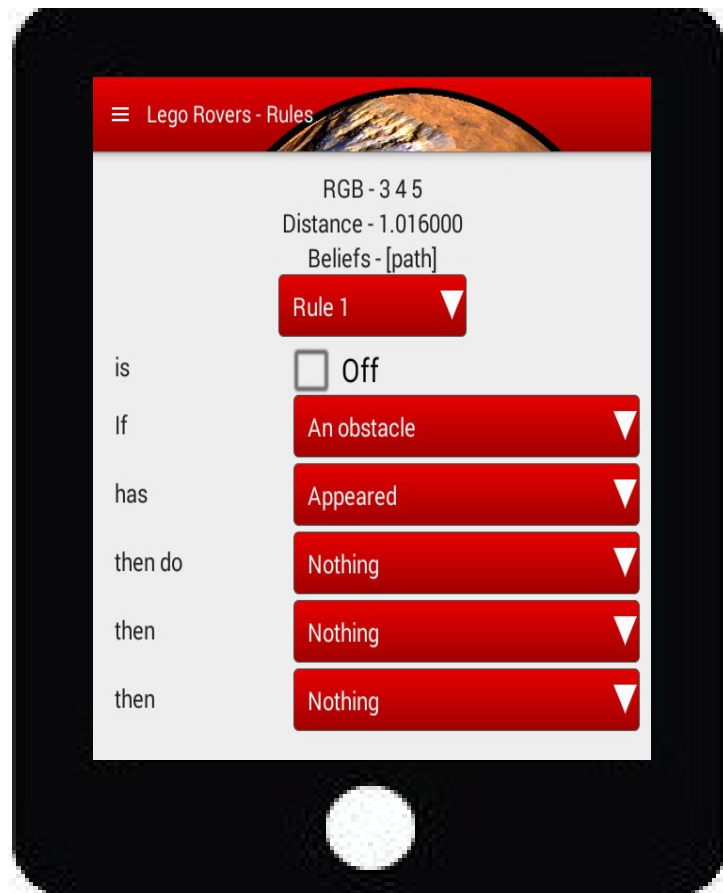 Lego Rovers - Rules
RGB - 3 4 5
Distance - 1.016000
Beliefs - [path]
Rule 1
is Off
If An obstacle
has Appeared
then do Nothing
then Nothing
then Nothing